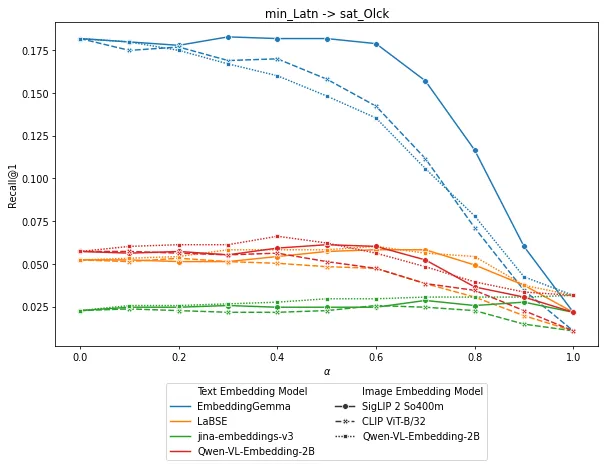 min_Latn -> sat_Olck
Recall@1
0.175
0.150
0.125
0.100
0.075
0.050
0.025
0.0
0.2
0.4
0.6
0.8
1.0
α
Text Embedding Model
EmbeddingGemma
LaBSE
jina-embeddings-v3
Qwen-VL-Embedding-2B
Image Embedding Model
SigLIP 2 So400m
CLIP ViT-B/32
Qwen-VL-Embedding-2B